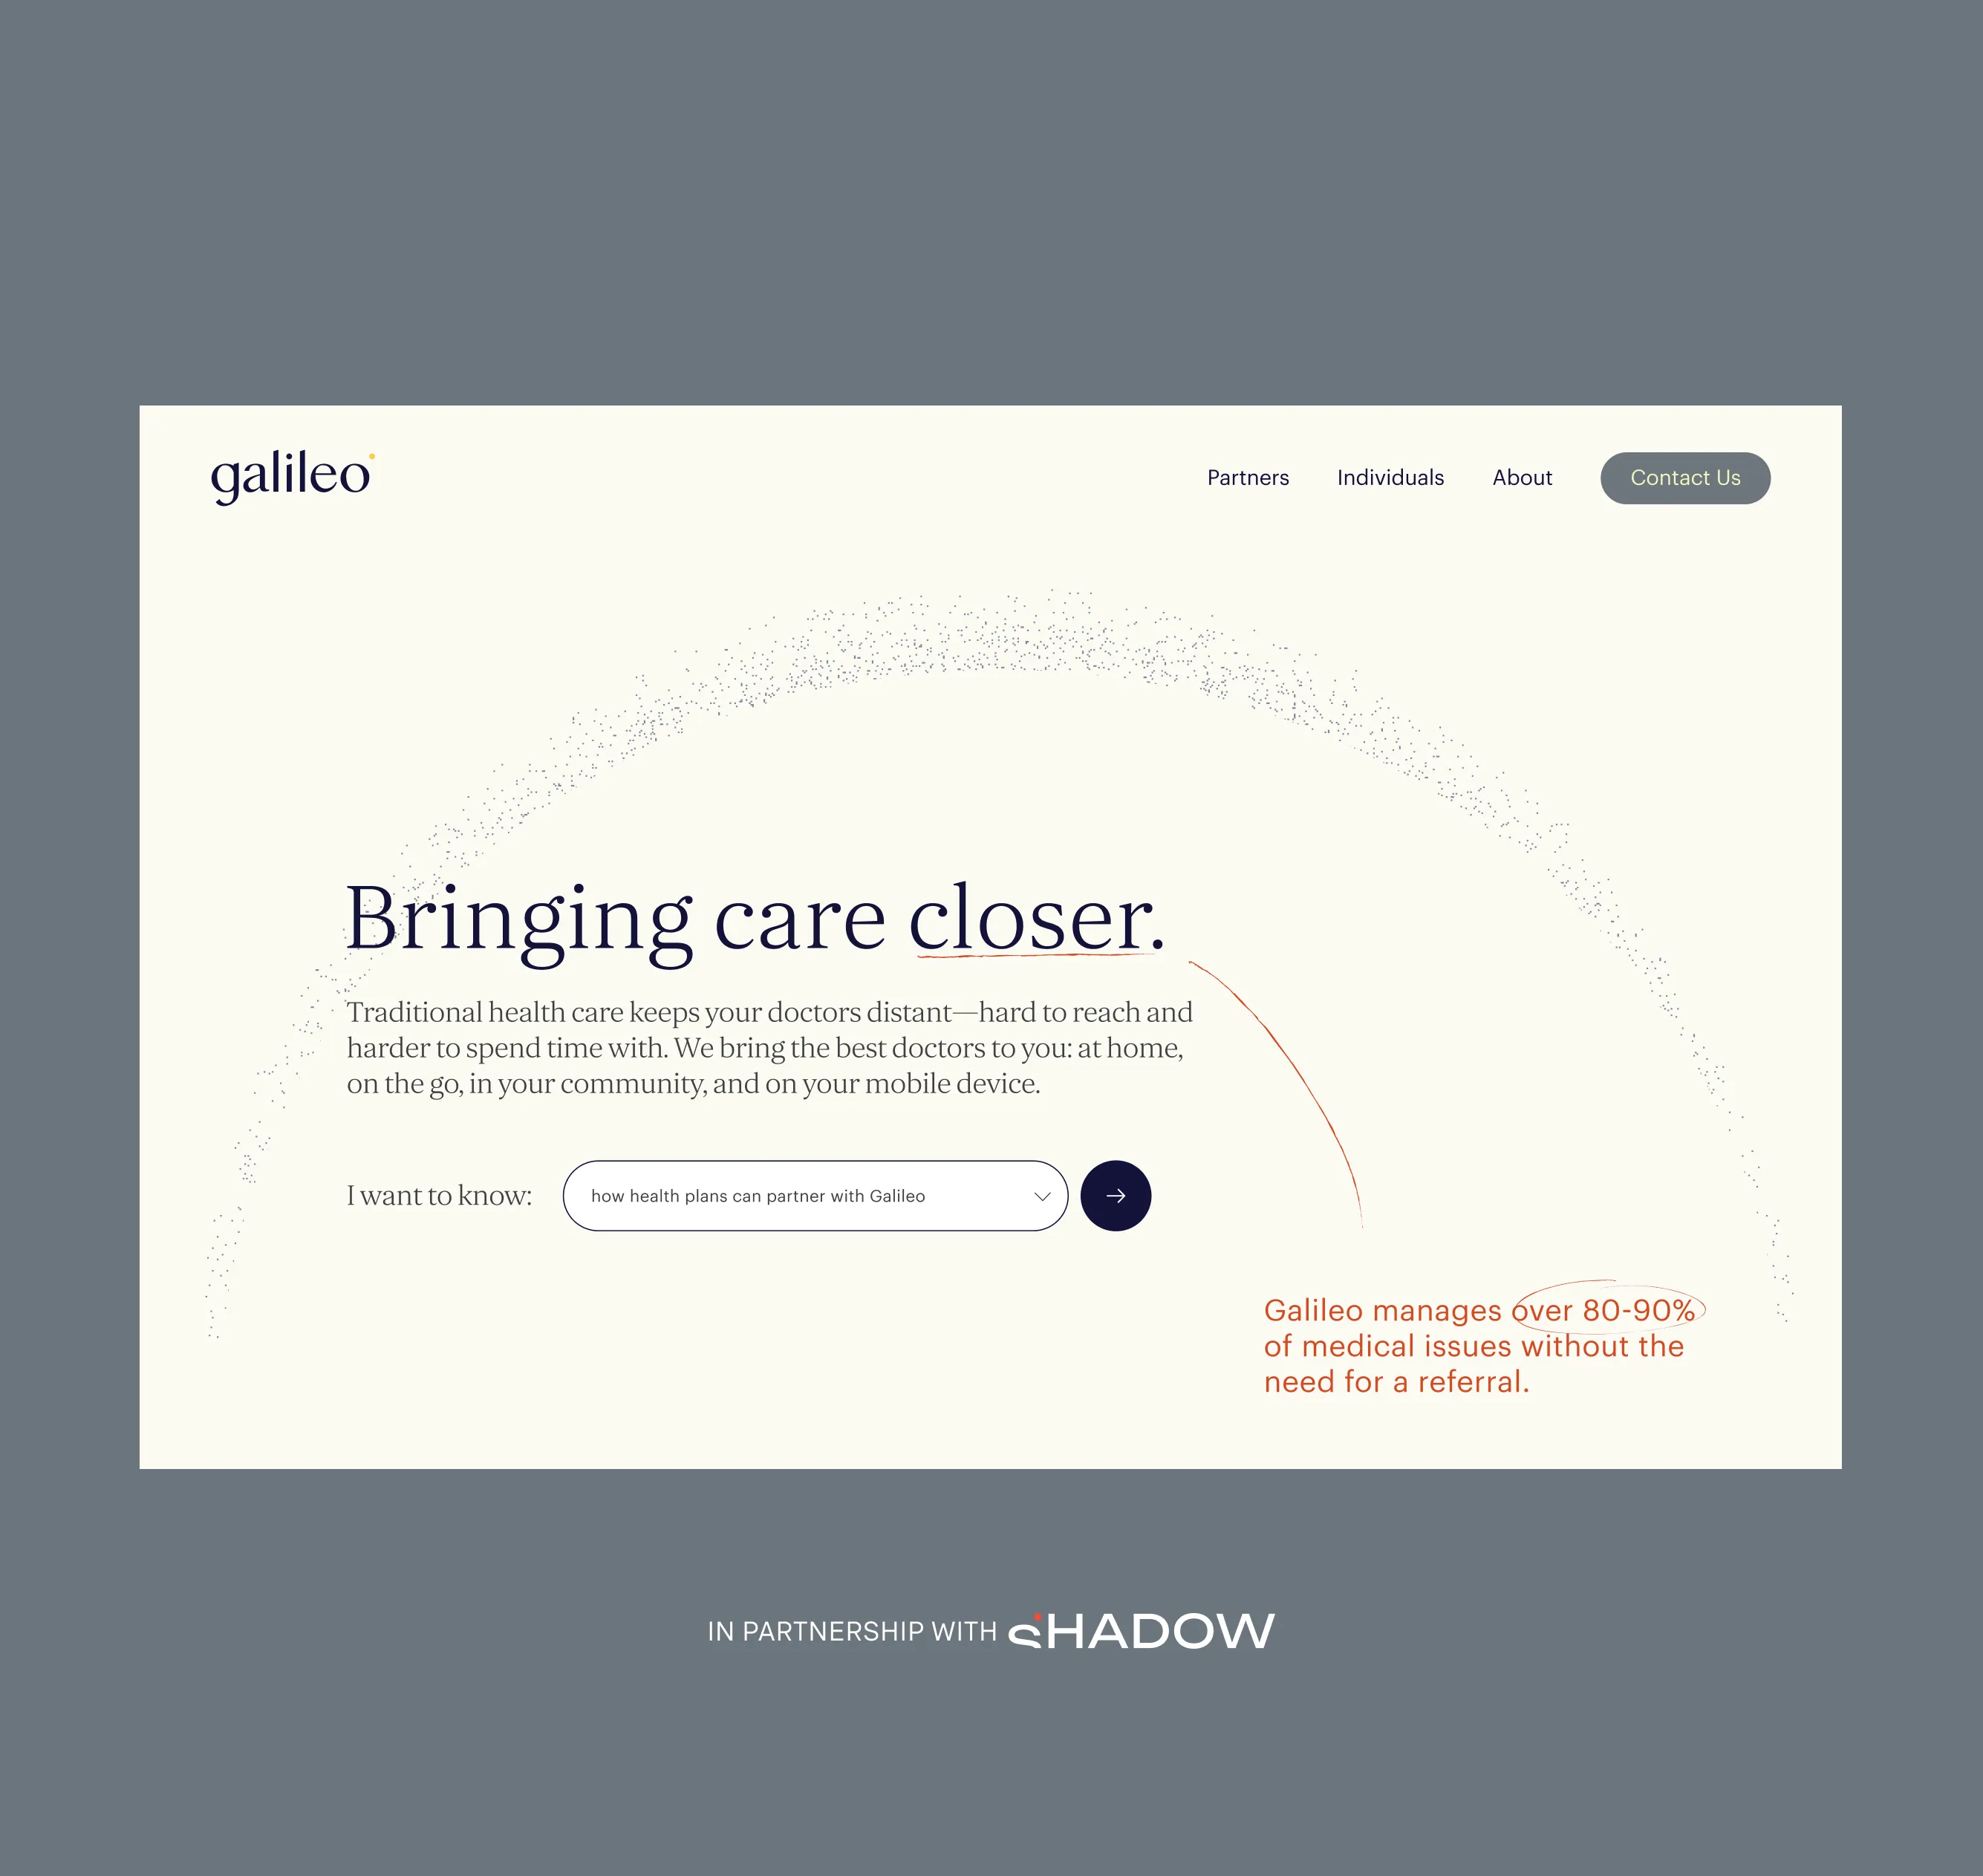 galileo
Partners
Individuals
About
Contact Us
Bringing care closer.
Traditional health care keeps your doctors distant—hard to reach and
harder to spend time with. We bring the best doctors to you: at home,
on the go, in your community, and on your mobile device.
I want to know:
how health plans can partner with Galileo
Galileo manages over 80-90%
of medical issues without the
need for a referral.
IN PARTNERSHIP WITH sHADOW